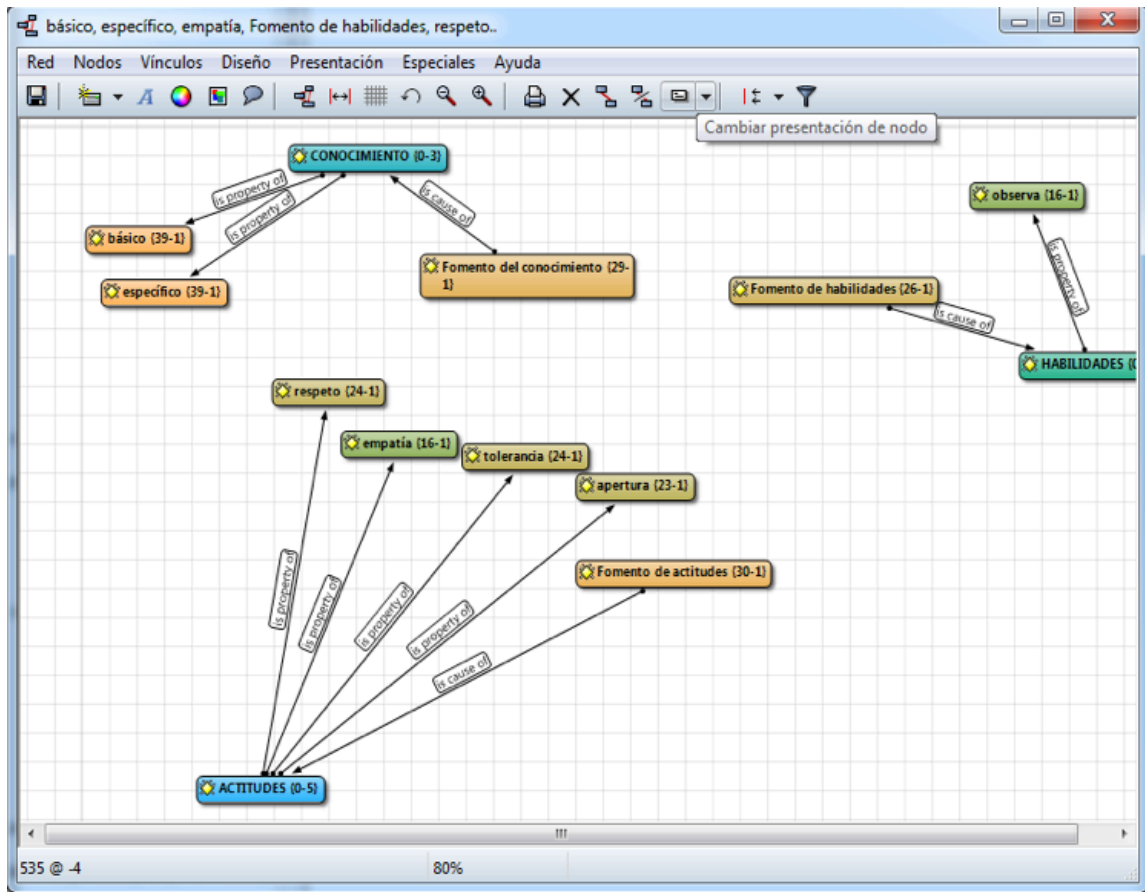 básico, específico, empatía, Fomento de habilidades, respeto..
Red Nodos Vínculos Diseño Presentación Especiales Ayuda
Cambiar presentación de nodo
CONOCIMIENTO {0-3}
is property of
is property of
is cause of
básico {39-1}
específico {39-1}
Fomento del conocimiento {29-
1}
observa {16-1}
is property of
Fomento de habilidades {26-1}
is cause of
HABILIDADES {0
respeto {24-1}
empatía {16-1}
tolerancia {24-1}
apertura {23-1}
Fomento de actitudes {30-1}
is property of
is property of
is property of
is property of
is cause of
ACTITUDES {0-5}
535 @ -4
80%